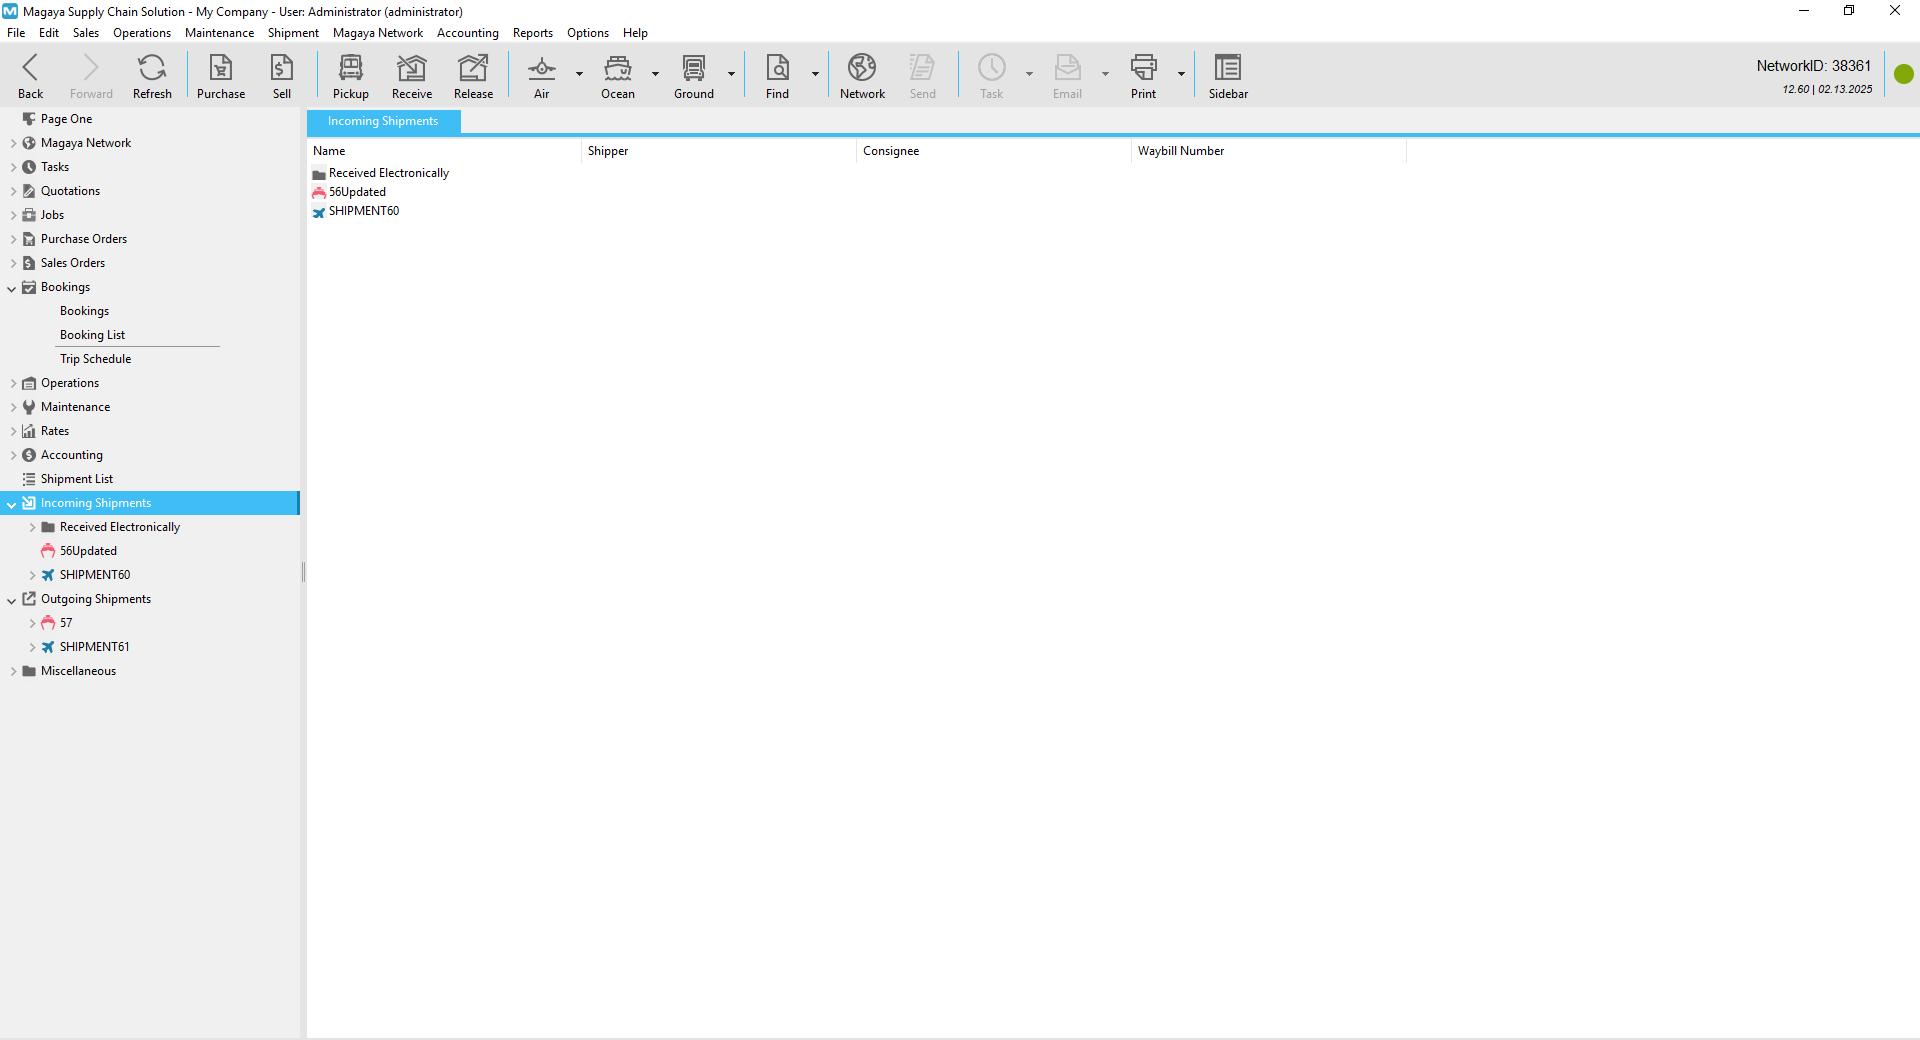 Magaya Supply Chain Solution - My Company - User: Administrator (administrator)
File Edit Sales Operations Maintenance Shipment Magaya Network Accounting Reports Options Help
Back Forward Refresh Purchase Sell Pickup Receive Release Air Ocean Ground Find Network Send Task Email Print Sidebar
NetworkID: 38361
12.60 | 02.13.2025
Page One
Magaya Network
Tasks
Quotations
Jobs
Purchase Orders
Sales Orders
Bookings
Bookings
Booking List
Trip Schedule
Operations
Maintenance
Rates
Accounting
Shipment List
Incoming Shipments
Received Electronically
56Updated
SHIPMENT60
Outgoing Shipments
57
SHIPMENT61
Miscellaneous
Incoming Shipments
Name Shipper Consignee Waybill Number
Received Electronically
56Updated
SHIPMENT60